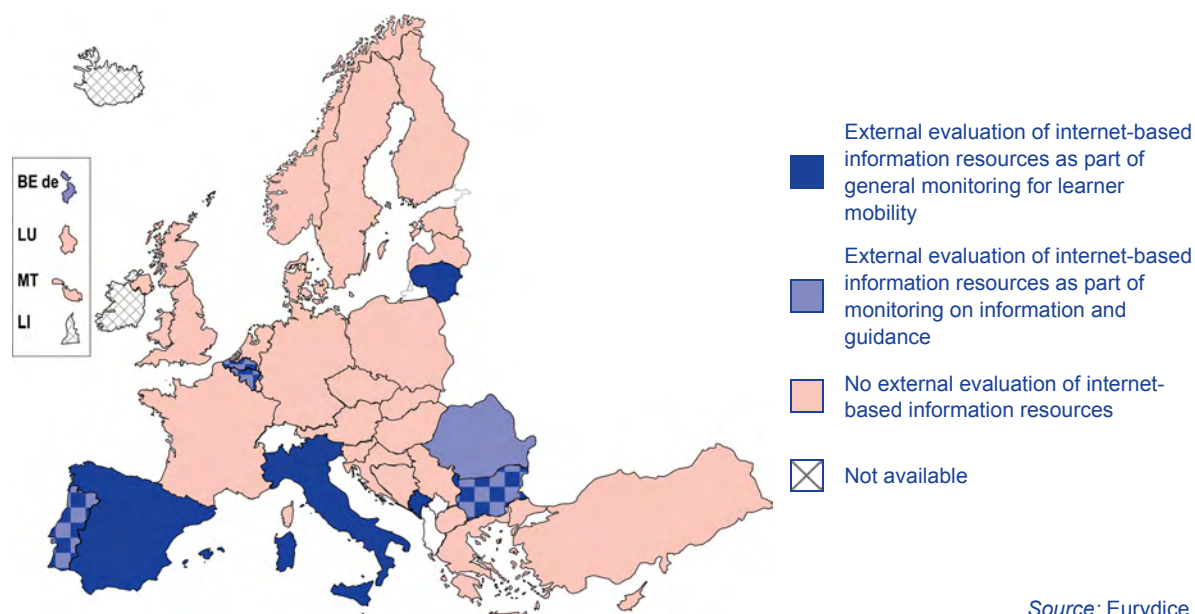 BE de
LU
MT
LI
External evaluation of internet-based
information resources as part of
general monitoring for learner
mobility
External evaluation of internet-based
information resources as part of
monitoring on information and
guidance
No external evaluation of internet-
based information resources
Not available
Source: Eurydice